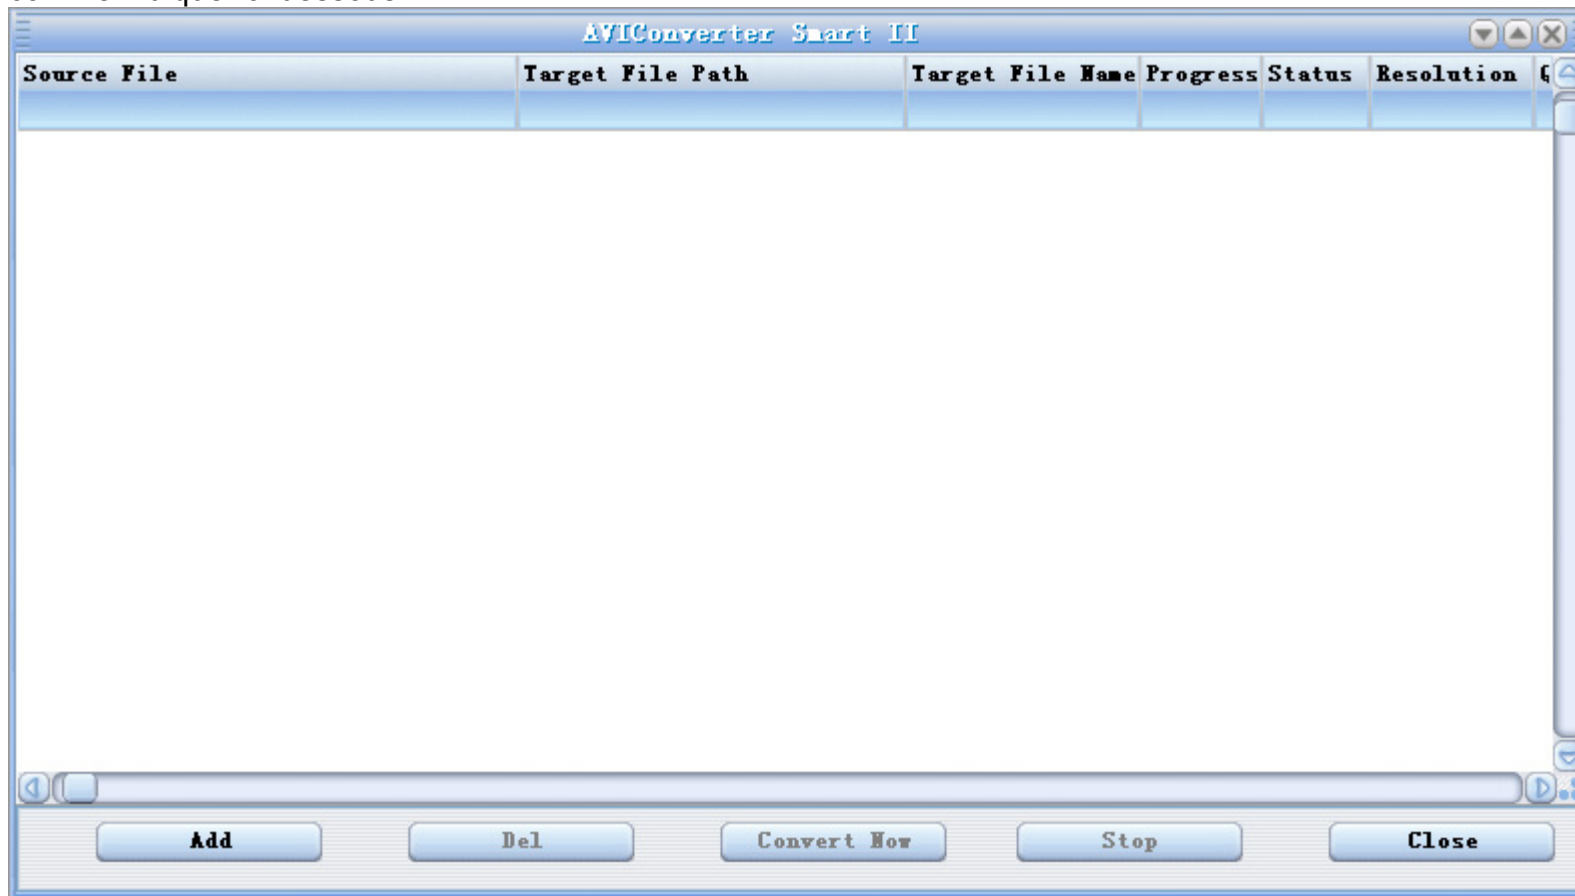 AVIConverter Smart II
Source File Target File Path Target File Name Progress Status Resolution
Add Del Convert Now Stop Close